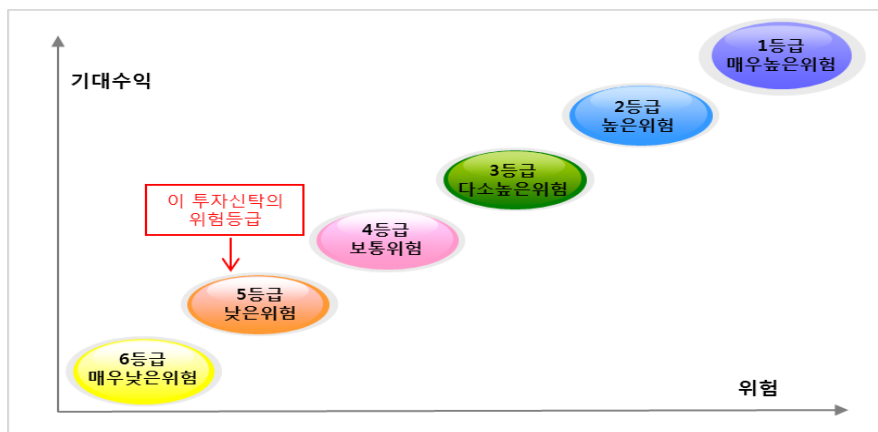 1등급
매우높은위험
기대수익
2등급
높은위험
3등급
다소높은위험
이 투자신탁의
위험등급
4등급
보통위험
5등급
낮은위험
6등급
매우낮은위험
위험